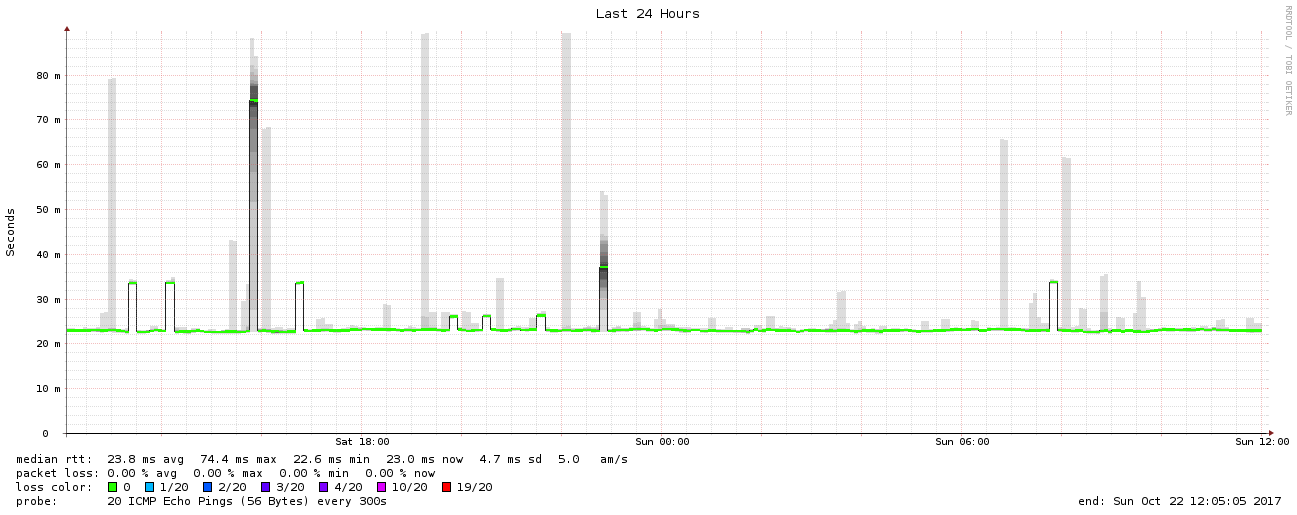 Last 24 Hours
RRDTOOL / TOBI OETIKER
Seconds
80 m
70 m
60 m
50 m
40 m
30 m
20 m
10 m
0
Sat 18:00 Sun 00:00 Sun 06:00 Sun 12:00
median rtt: 23.8 ms avg 74.4 ms max 22.6 ms min 23.0 ms now 4.7 ms sd 5.0 am/s
packet loss: 0.00 % avg 0.00 % max 0.00 % min 0.00 % now
loss color: 0 1/20 2/20 3/20 4/20 10/20 19/20
probe: 20 ICMP Echo Pings (56 Bytes) every 300s end: Sun Oct 22 12:05:05 2017